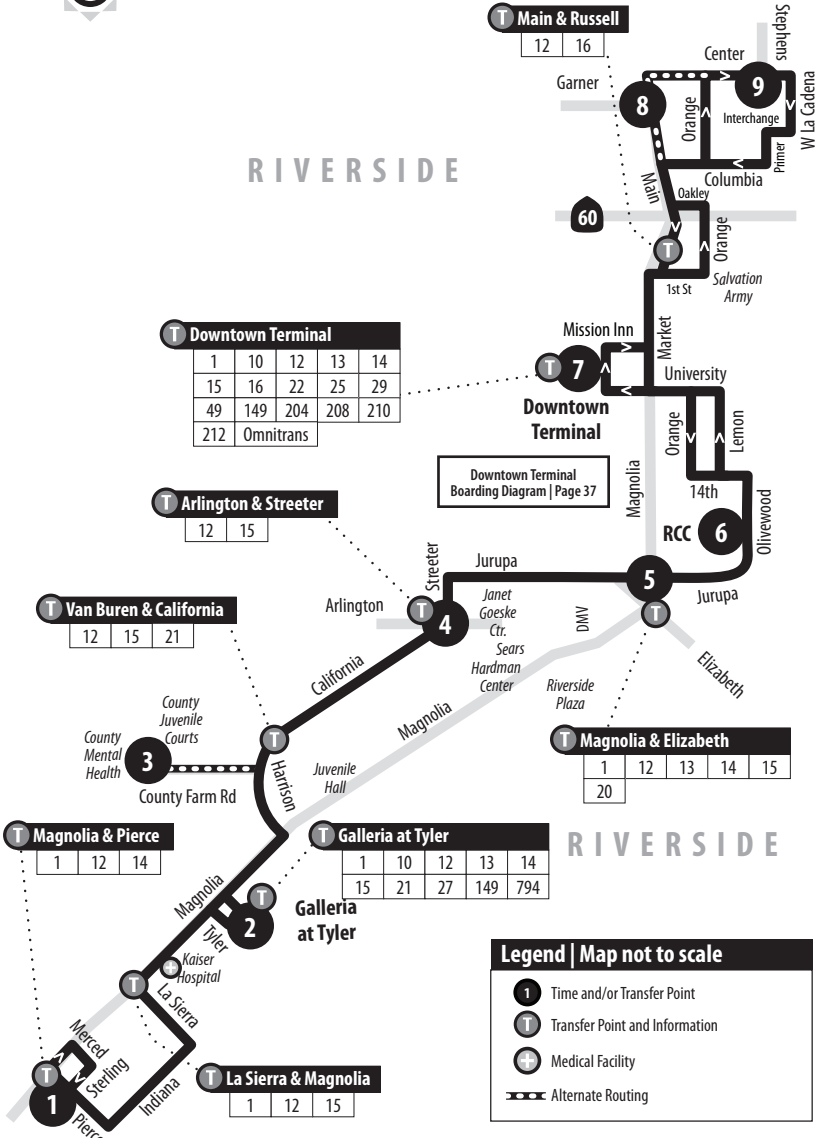 Main & Russell
12 16
Stephens
Center
Garner
8
9
Interchange
W La Cadena
Orange
Primer
Columbia
Main
Oakley
RIVERSIDE
60
T
Orange
1st St
Salvation
Army
T Downtown Terminal
1 10 12 13 14
15 16 22 25 29
49 149 204 208 210
212 Omnitrans
Mission Inn
Market
T 7
University
Downtown
Terminal
Orange
Lemon
Downtown Terminal
Boarding Diagram | Page 37
Magnolia
14th
Olivewood
RCC 6
T Arlington & Streeter
12 15
Streeter
Jurupa
5
Jurupa
T
Arlington
T
4
Janet
Goeske
Ctr.
Sears
Hardman
Center
DMV
Elizabeth
T Van Buren & California
12 15 21
California
Magnolia
Riverside
Plaza
County
Juvenile
Courts
County
Mental
Health
3
T
County Farm Rd
Harrison
Juvenile
Hall
T Magnolia & Elizabeth
1 12 13 14 15
20
T Magnolia & Pierce
1 12 14
T Galleria at Tyler
1 10 12 13 14
15 21 27 149 794
RIVERSIDE
Magnolia
T
2
Galleria
at Tyler
Tyler
Kaiser
Hospital
T
La Sierra
Merced
Sterling
T
1
Pierce
Indiana
T La Sierra & Magnolia
1 12 15
Legend | Map not to scale
1 Time and/or Transfer Point
T Transfer Point and Information
Medical Facility
Alternate Routing